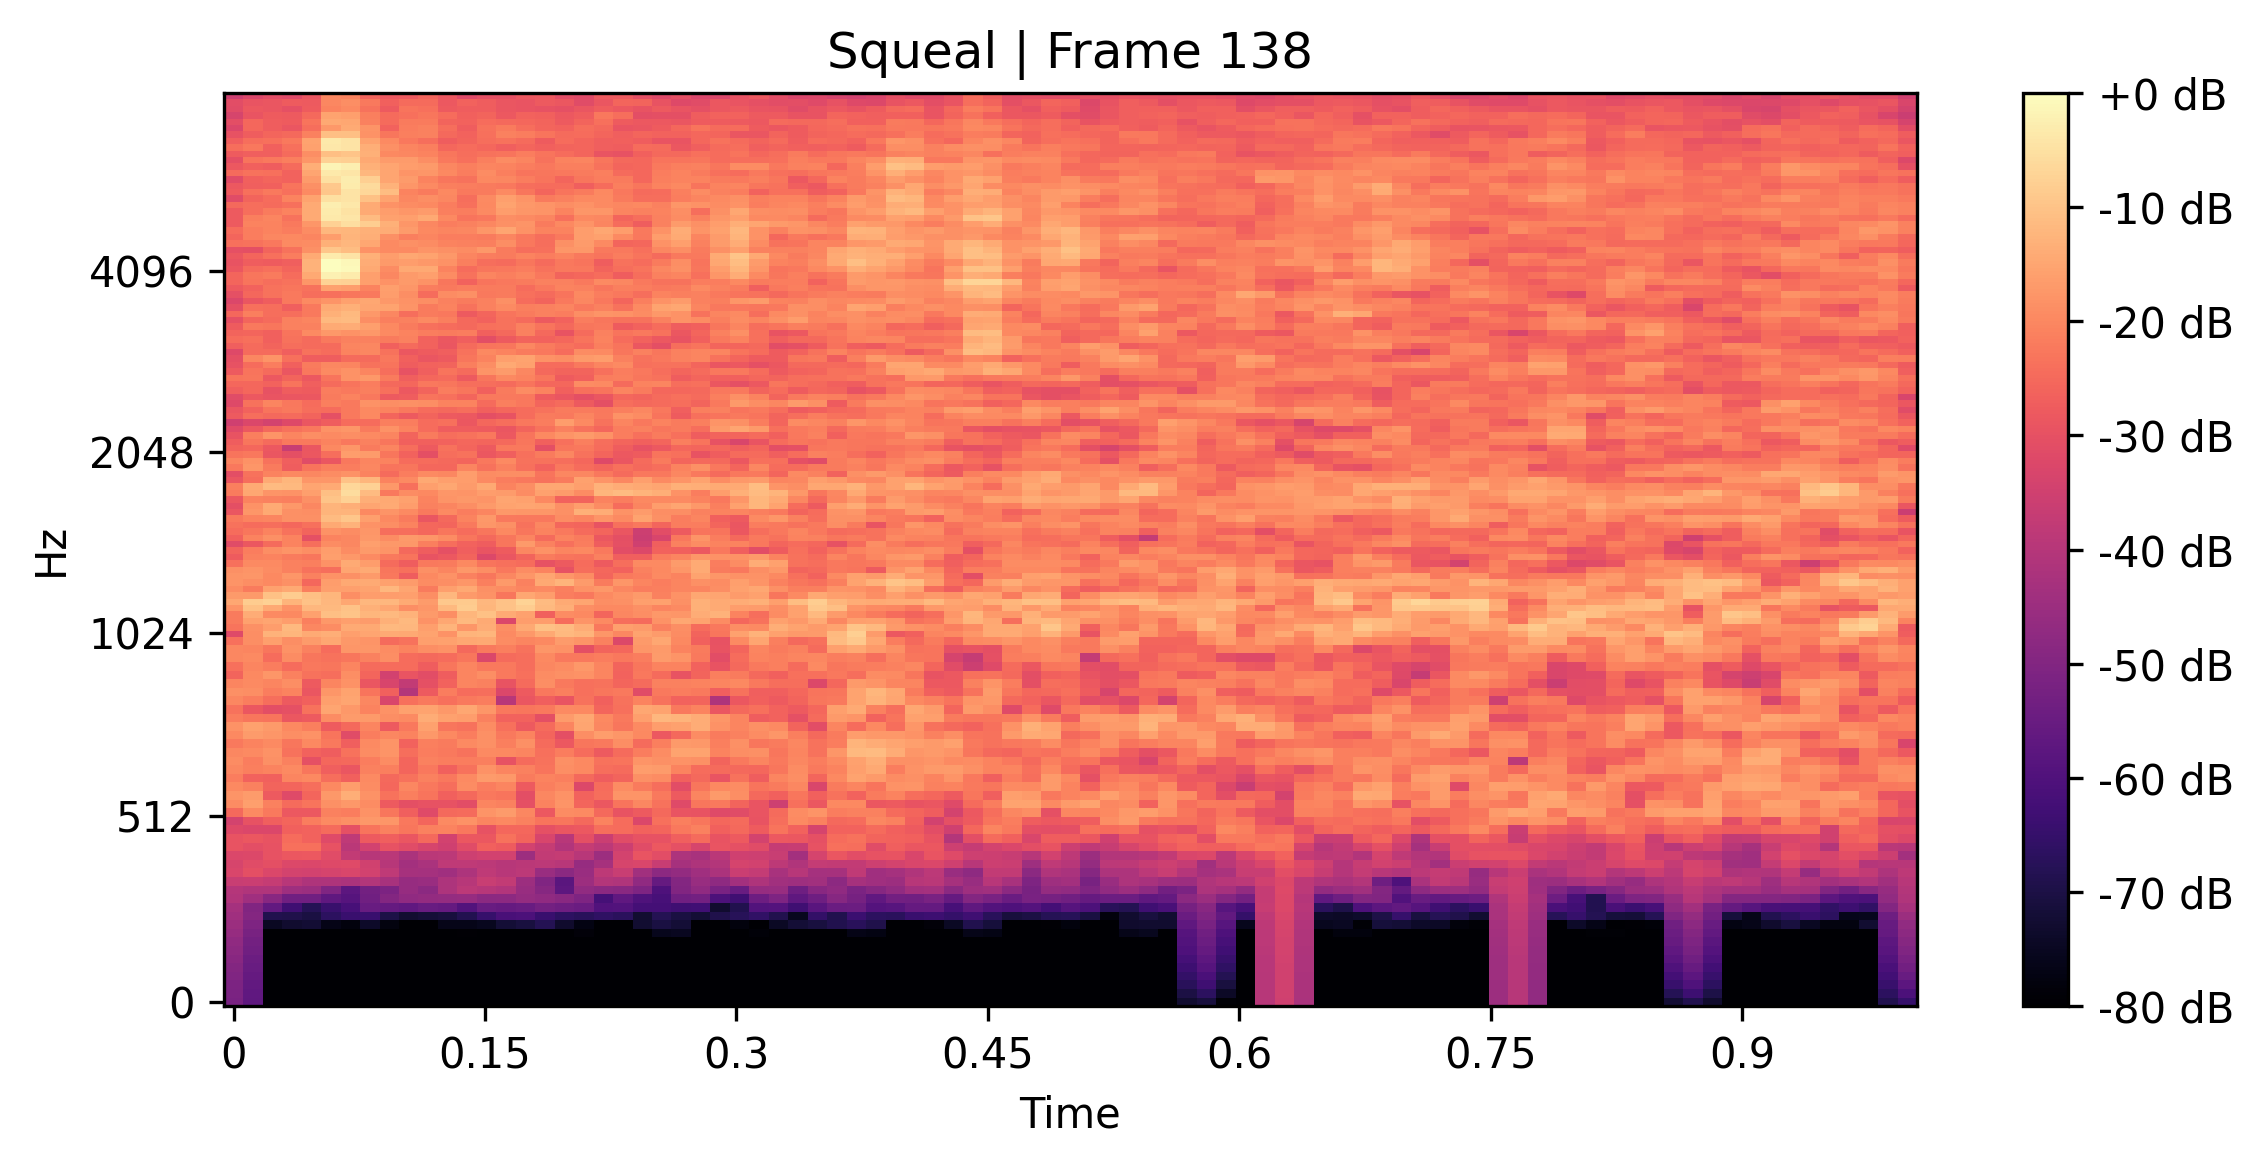 Squeal | Frame 138
+0 dB
-10 dB
-20 dB
-30 dB
-40 dB
-50 dB
-60 dB
-70 dB
-80 dB
Hz
4096
2048
1024
512
0
0 0.15 0.3 0.45 0.6 0.75 0.9
Time